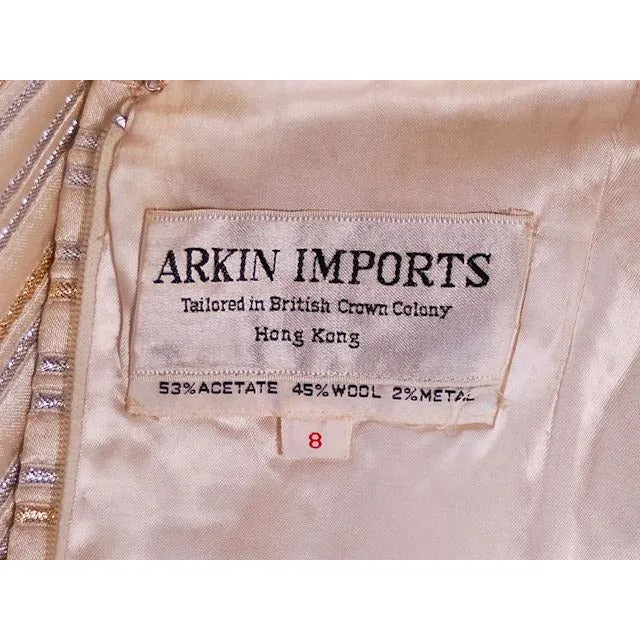 ARKIN IMPORTS
Tailored in British Crown Colony
Hong Kong
53% ACETATE 45% WOOL 2% METAL
8